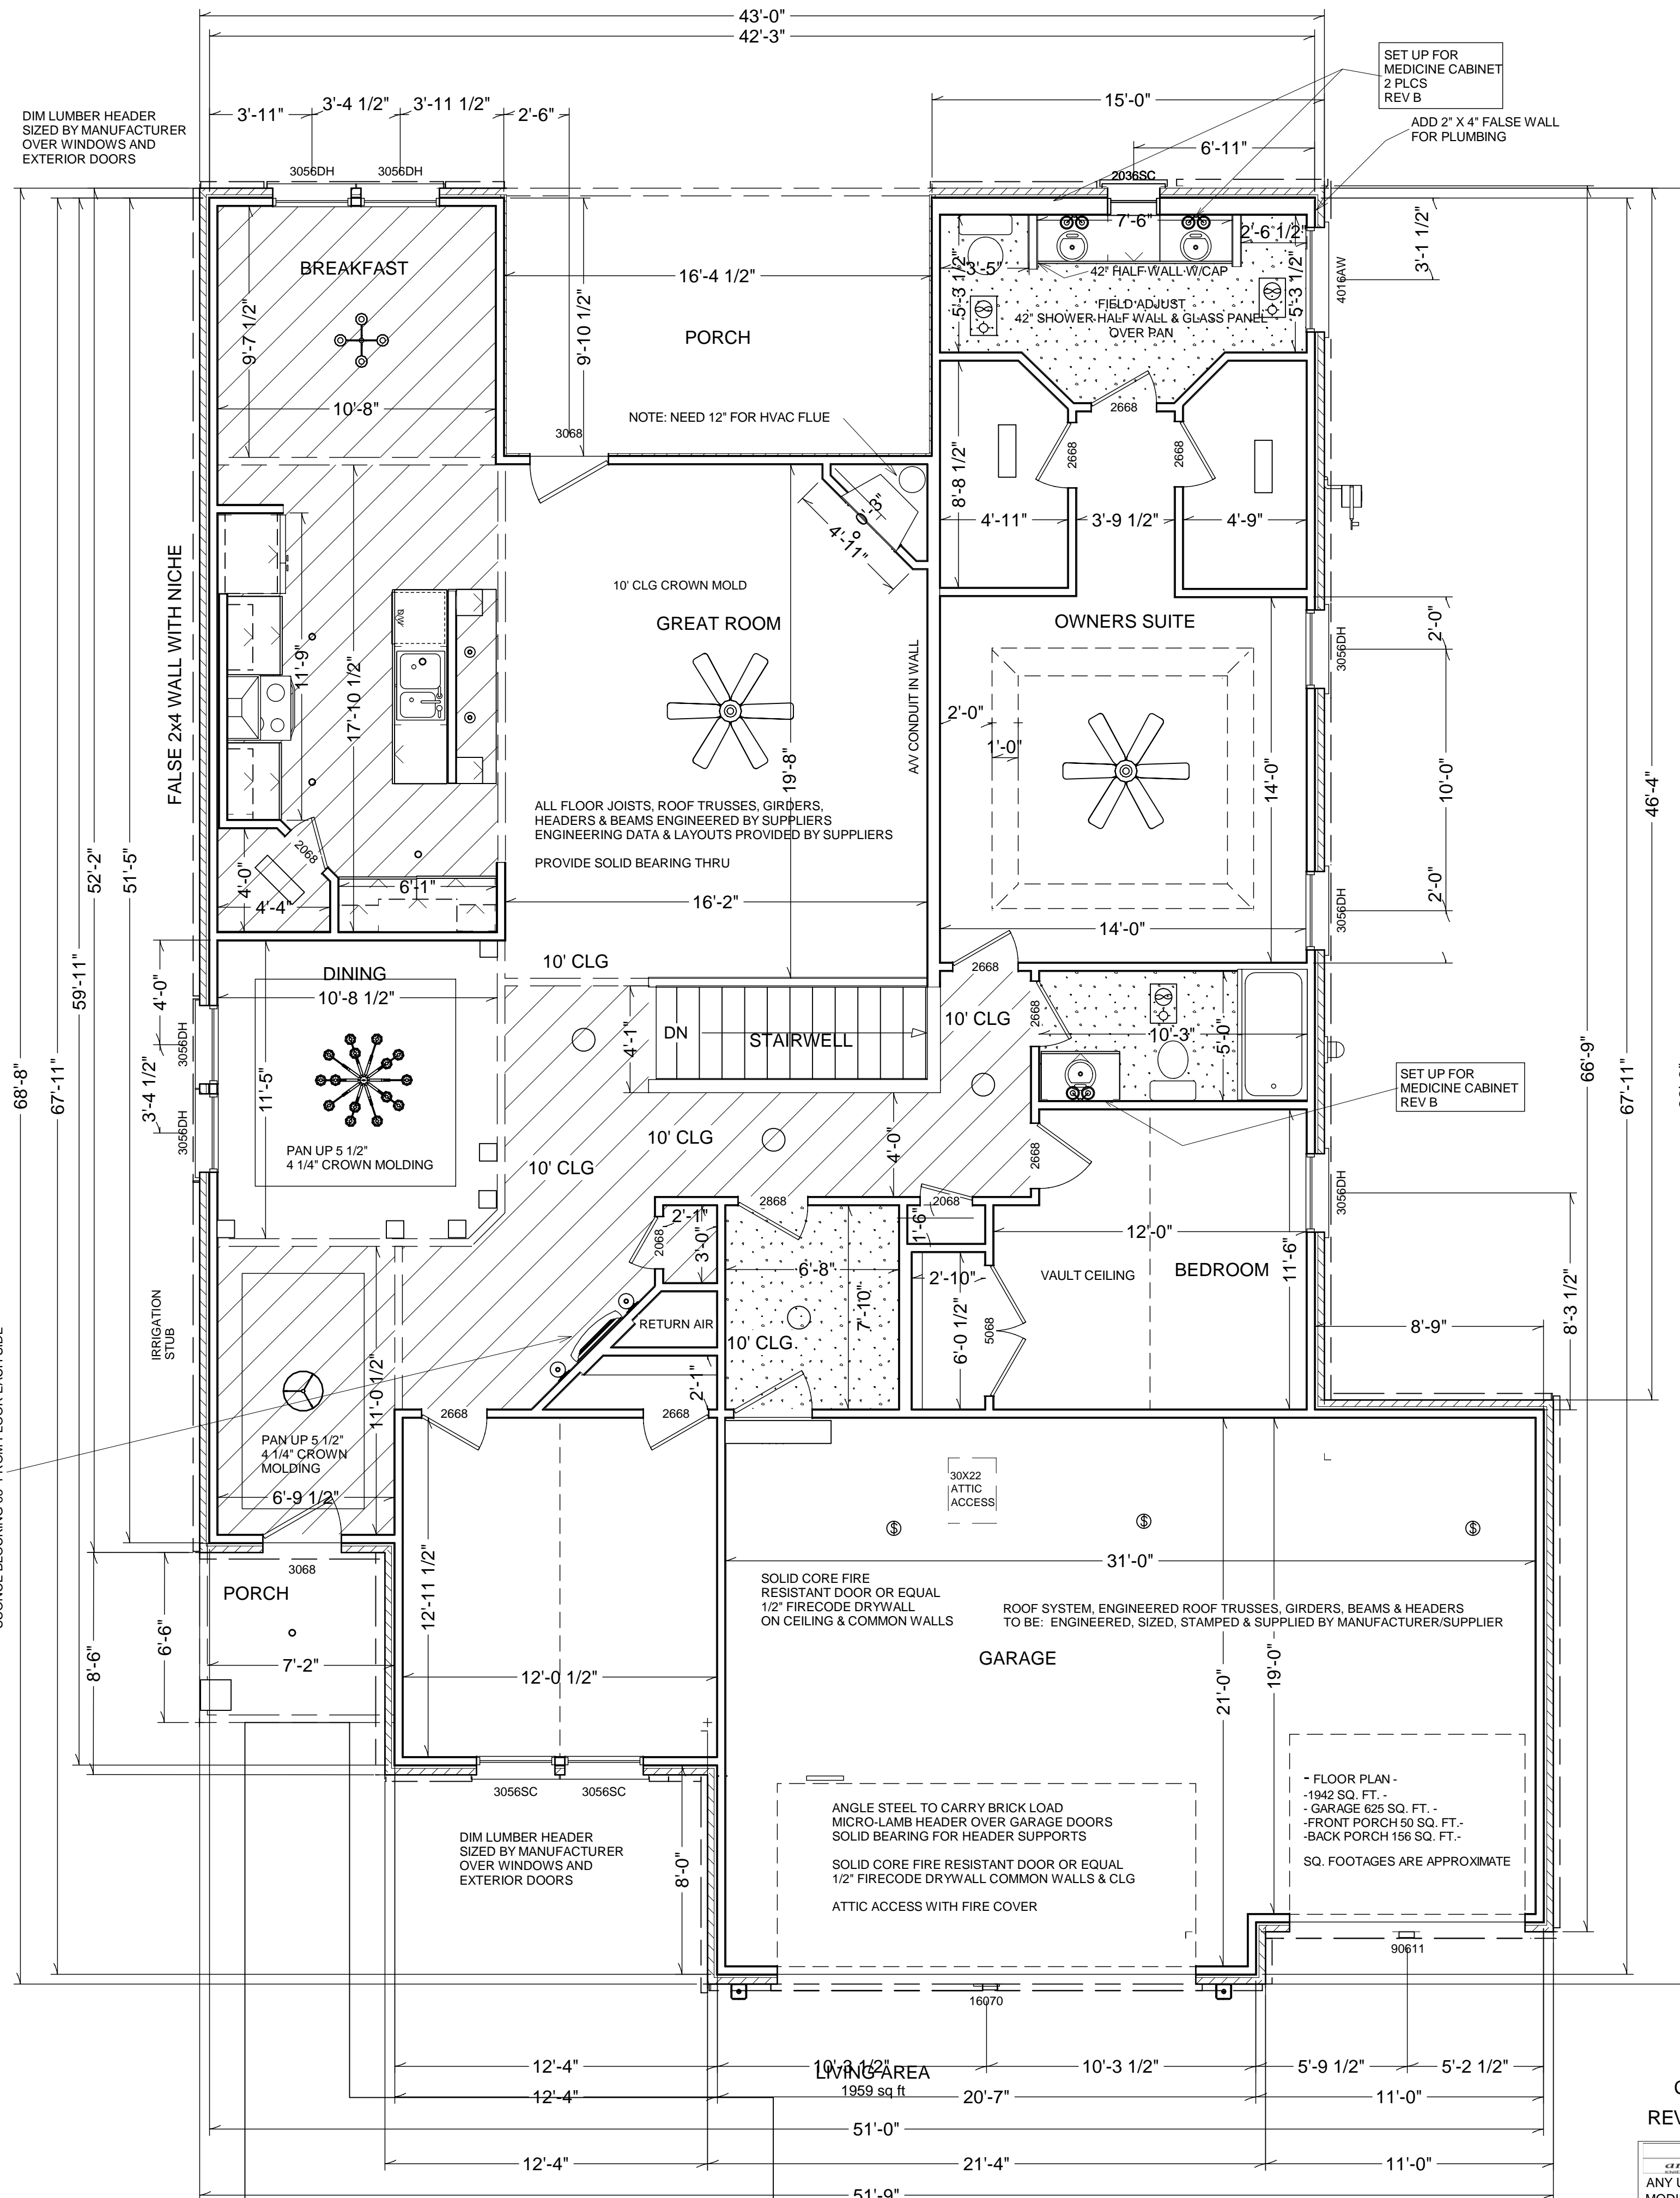 43'-0"
42'-3"
SET UP FOR
MEDICINE CABINET
2 PLCS
REV B
15'-0"
3'-11"
3'-4 1/2"
3'-11 1/2"
2'-6"
DIM LUMBER HEADER
SIZED BY MANUFACTURER
OVER WINDOWS AND
EXTERIOR DOORS
ADD 2" X 4" FALSE WALL
FOR PLUMBING
6'-11"
3056DH
3056DH
2036SC
7'-6"
2'-6 1/2"
3'-1 1/2"
4016AW
BREAKFAST
16'-4 1/2"
3'-5"
42" HALF WALL W/CAP
5'-3 1/2"
5'-3 1/2"
FIELD ADJUST
42" SHOWER HALF WALL & GLASS PANEL
OVER PAN
9'-7 1/2"
9'-10 1/2"
PORCH
10'-8"
NOTE: NEED 12" FOR HVAC FLUE
3068
2668
2668
2668
8'-8 1/2"
4'-11"
3'-9 1/2"
4'-9"
4'-11"
FALSE 2x4 WALL WITH NICHE
10' CLG CROWN MOLD
GREAT ROOM
OWNERS SUITE
2'-0"
3056DH
D/W
11'-9"
17'-10 1/2"
A/V CONDUIT IN WALL
2'-0"
1'-0"
19'-8"
14'-0"
10'-0"
46'-4"
ALL FLOOR JOISTS, ROOF TRUSSES, GIRDERS,
HEADERS & BEAMS ENGINEERED BY SUPPLIERS
ENGINEERING DATA & LAYOUTS PROVIDED BY SUPPLIERS
PROVIDE SOLID BEARING THRU
2068
4'-0"
4'-4"
6'-1"
16'-2"
14'-0"
2'-0"
3056DH
52'-2"
51'-5"
59'-11"
68'-8"
67'-11"
DINING
10'-8 1/2"
10' CLG
2668
4'-0"
3056DH
4'-1"
DN
STAIRWELL
10' CLG
2668
10'-3"
5'-0"
3'-4 1/2"
3056DH
11'-5"
SET UP FOR
MEDICINE CABINET
REV B
66'-9"
67'-11"
PAN UP 5 1/2"
4 1/4" CROWN MOLDING
10' CLG
10' CLG
4'-0"
2668
3056DH
2868
2068
2'-1"
3'-0"
2068
1'-6"
12'-0"
6'-8"
2'-10"
VAULT CEILING
BEDROOM
11'-6"
8'-3 1/2"
IRRIGATION
STUB
RETURN AIR
7'-10"
10' CLG.
6'-0 1/2"
5068
8'-9"
2'-1"
11'-0 1/2"
2668
2668
PAN UP 5 1/2"
4 1/4" CROWN
MOLDING
6'-9 1/2"
30X22
ATTIC
ACCESS
$
$
$
31'-0"
3068
PORCH
12'-11 1/2"
SOLID CORE FIRE
RESISTANT DOOR OR EQUAL
1/2" FIRECODE DRYWALL
ON CEILING & COMMON WALLS
ROOF SYSTEM, ENGINEERED ROOF TRUSSES, GIRDERS, BEAMS & HEADERS
TO BE: ENGINEERED, SIZED, STAMPED & SUPPLIED BY MANUFACTURER/SUPPLIER
6'-6"
8'-6"
7'-2"
12'-0 1/2"
GARAGE
21'-0"
19'-0"
3056SC
3056SC
- FLOOR PLAN -
-1942 SQ. FT. -
- GARAGE 625 SQ. FT. -
-FRONT PORCH 50 SQ. FT.-
-BACK PORCH 156 SQ. FT.-
SQ. FOOTAGES ARE APPROXIMATE
DIM LUMBER HEADER
SIZED BY MANUFACTURER
OVER WINDOWS AND
EXTERIOR DOORS
8'-0"
ANGLE STEEL TO CARRY BRICK LOAD
MICRO-LAMB HEADER OVER GARAGE DOORS
SOLID BEARING FOR HEADER SUPPORTS
SOLID CORE FIRE RESISTANT DOOR OR EQUAL
1/2" FIRECODE DRYWALL COMMON WALLS & CLG
ATTIC ACCESS WITH FIRE COVER
90611
16070
12'-4"
10'-3 1/2"
10'-3 1/2"
5'-9 1/2"
5'-2 1/2"
LIVING AREA
1959 sq ft
12'-4"
20'-7"
11'-0"
51'-0"
12'-4"
21'-4"
11'-0"
51'-9"
REV